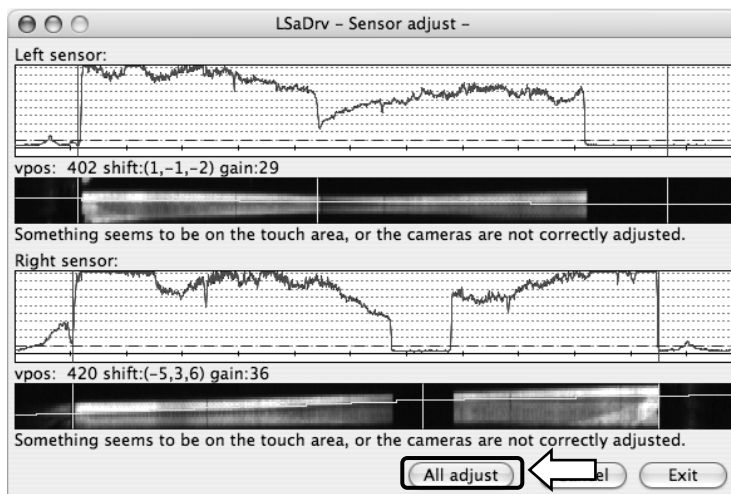 LSaDrv – Sensor adjust –
Left sensor:
vpos: 402 shift:(1,-1,-2) gain:29
Something seems to be on the touch area, or the cameras are not correctly adjusted.
Right sensor:
vpos: 420 shift:(-5,3,6) gain:36
Something seems to be on the touch area, or the cameras are not correctly adjusted.
All adjust Exit